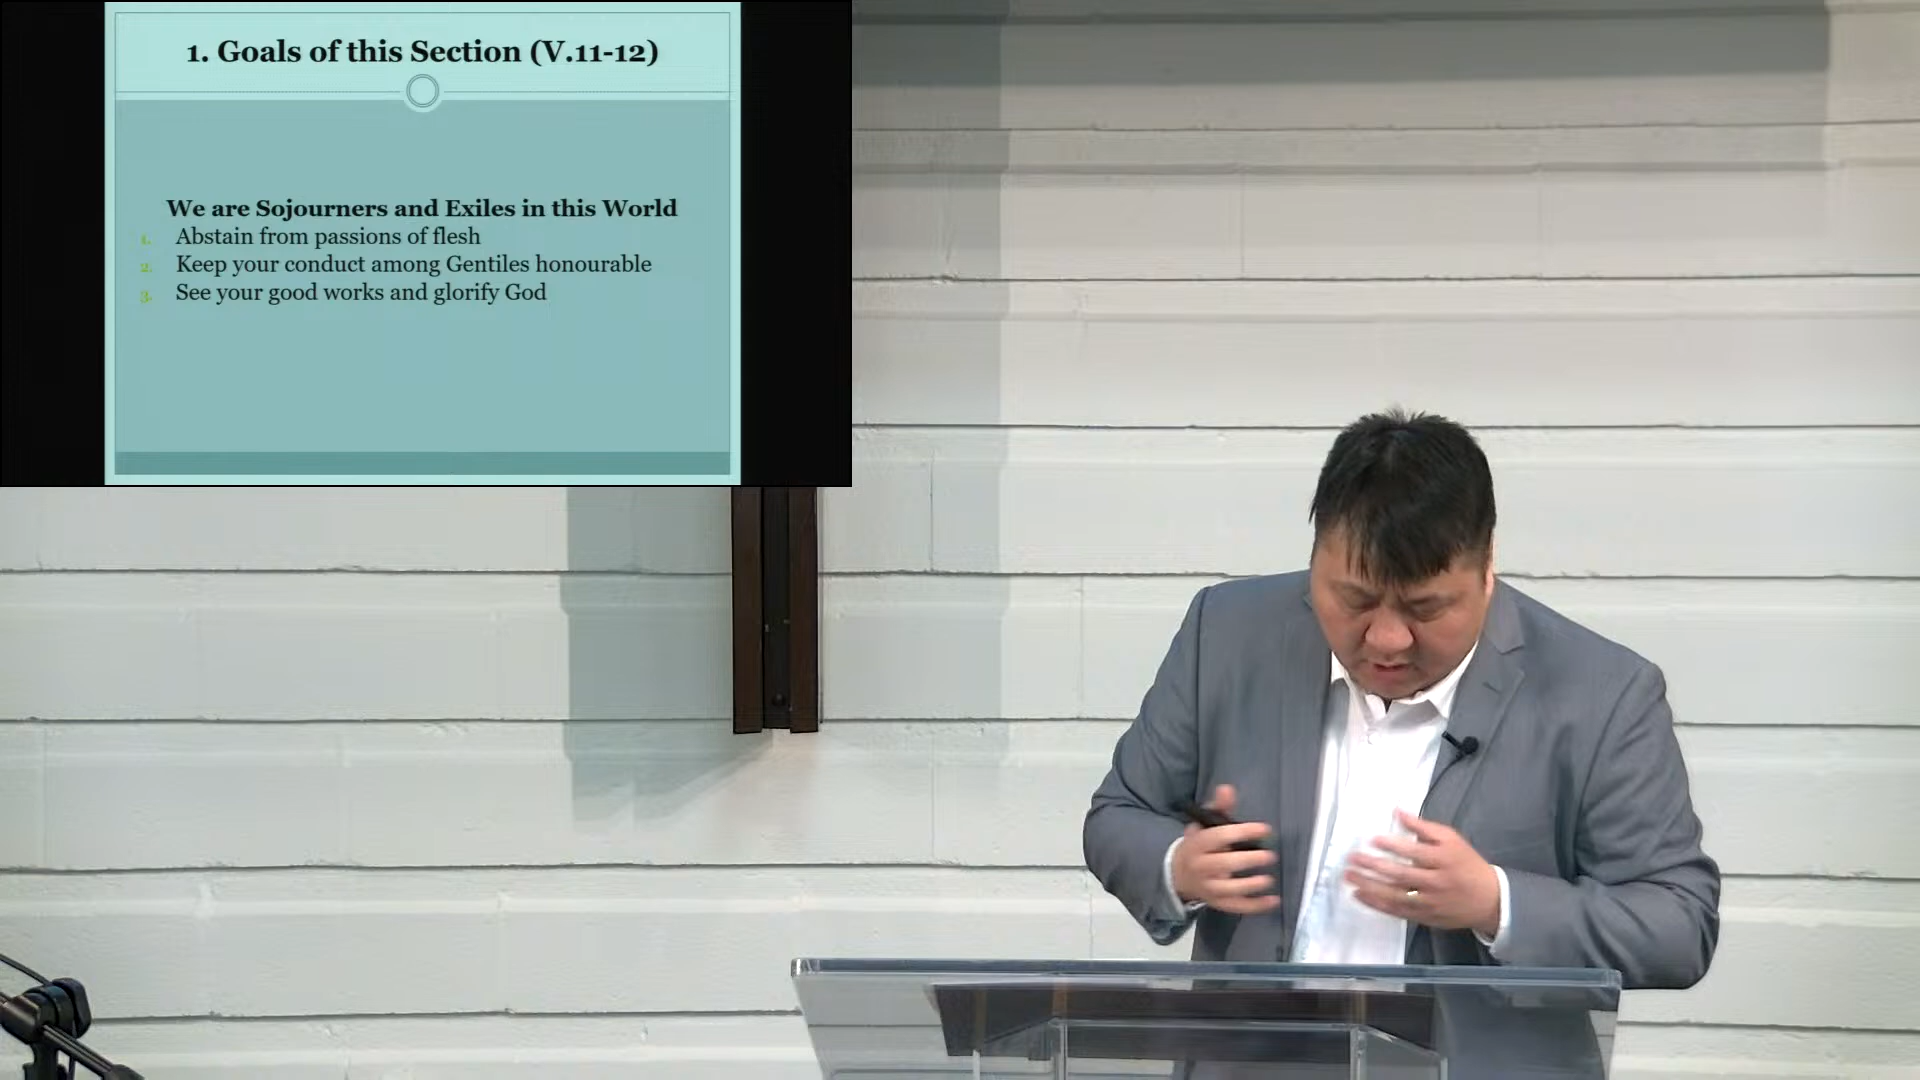 1. Goals of this Section (V.11-12)
We are Sojourners and Exiles in this World
1. Abstain from passions of flesh
2. Keep your conduct among Gentiles honourable
3. See your good works and glorify God